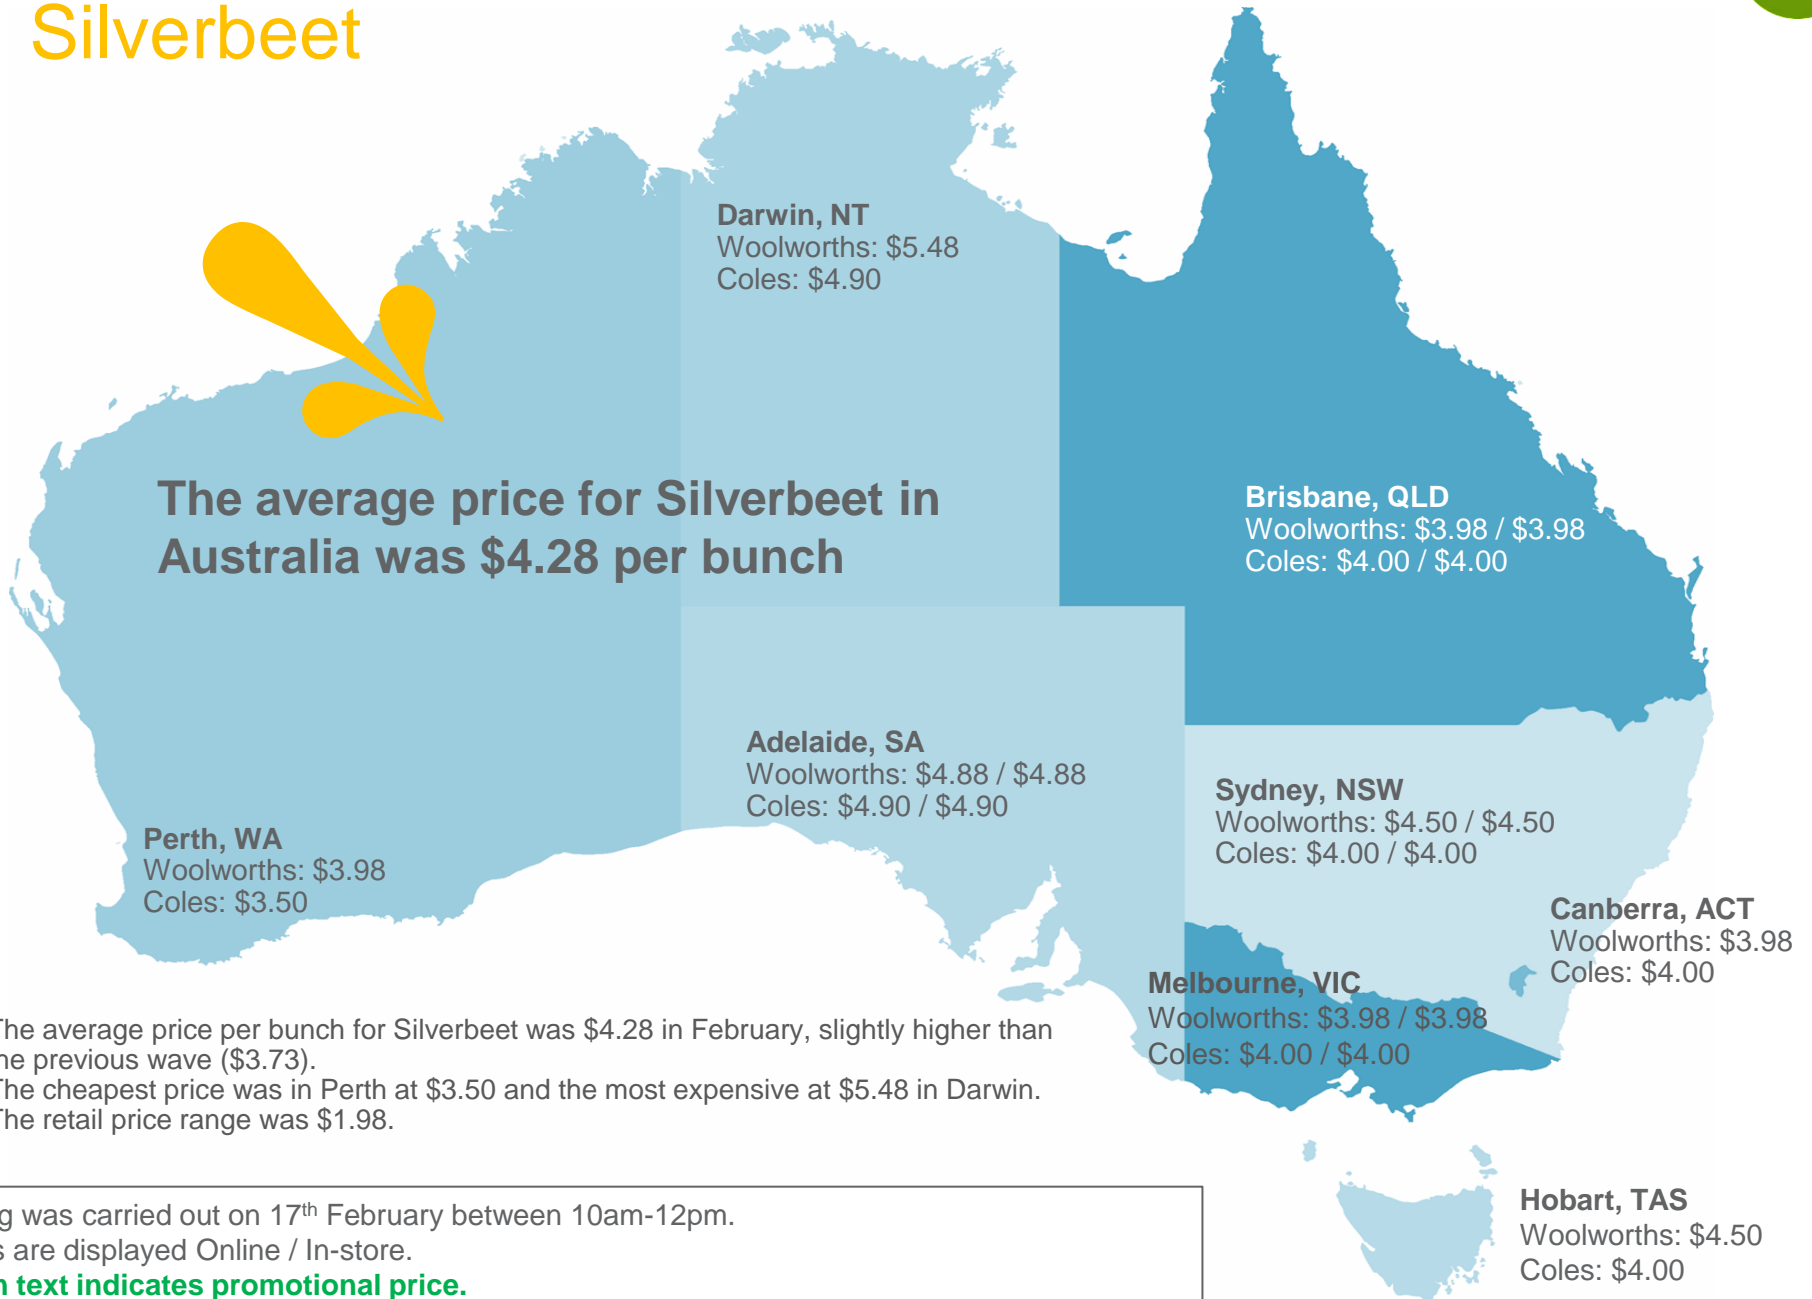 Silverbeet
Darwin, NT
Woolworths: $5.48
Coles: $4.90
The average price for Silverbeet in
Australia was $4.28 per bunch
Brisbane, QLD
Woolworths: $3.98 / $3.98
Coles: $4.00 / $4.00
Adelaide, SA
Woolworths: $4.88 / $4.88
Coles: $4.90 / $4.90
Sydney, NSW
Woolworths: $4.50 / $4.50
Coles: $4.00 / $4.00
Perth, WA
Woolworths: $3.98
Coles: $3.50
Canberra, ACT
Woolworths: $3.98
Coles: $4.00
Melbourne, VIC
Woolworths: $3.98 / $3.98
Coles: $4.00 / $4.00
The average price per bunch for Silverbeet was $4.28 in February, slightly higher than
he previous wave ($3.73).
The cheapest price was in Perth at $3.50 and the most expensive at $5.48 in Darwin.
The retail price range was $1.98.
g was carried out on 17th February between 10am-12pm.
s are displayed Online / In-store.
n text indicates promotional price.
Hobart, TAS
Woolworths: $4.50
Coles: $4.00